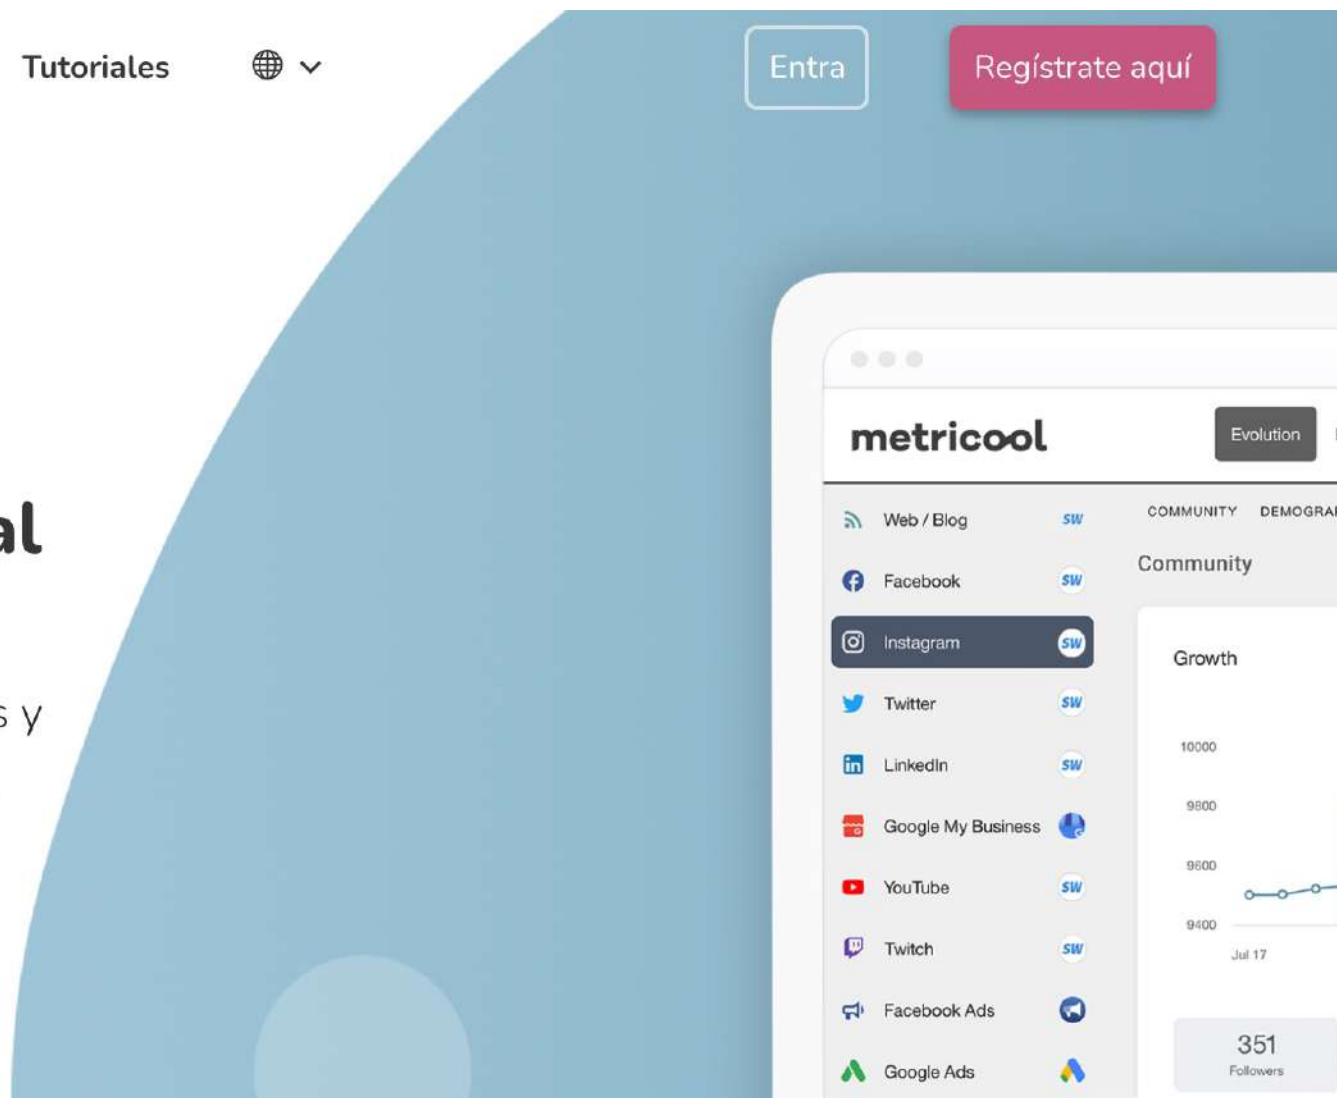 Tutoriales
Entra
Regístrate aquí
al
s y
metricool
Evolution
Web / Blog SW
COMMUNITY DEMOGRA
Facebook SW
Community
Instagram SW
Growth
Twitter SW
10000
LinkedIn SW
9800
Google My Business
9600
YouTube SW
9400
Twitch SW
Jul 17
Facebook Ads
351
Followers
Google Ads